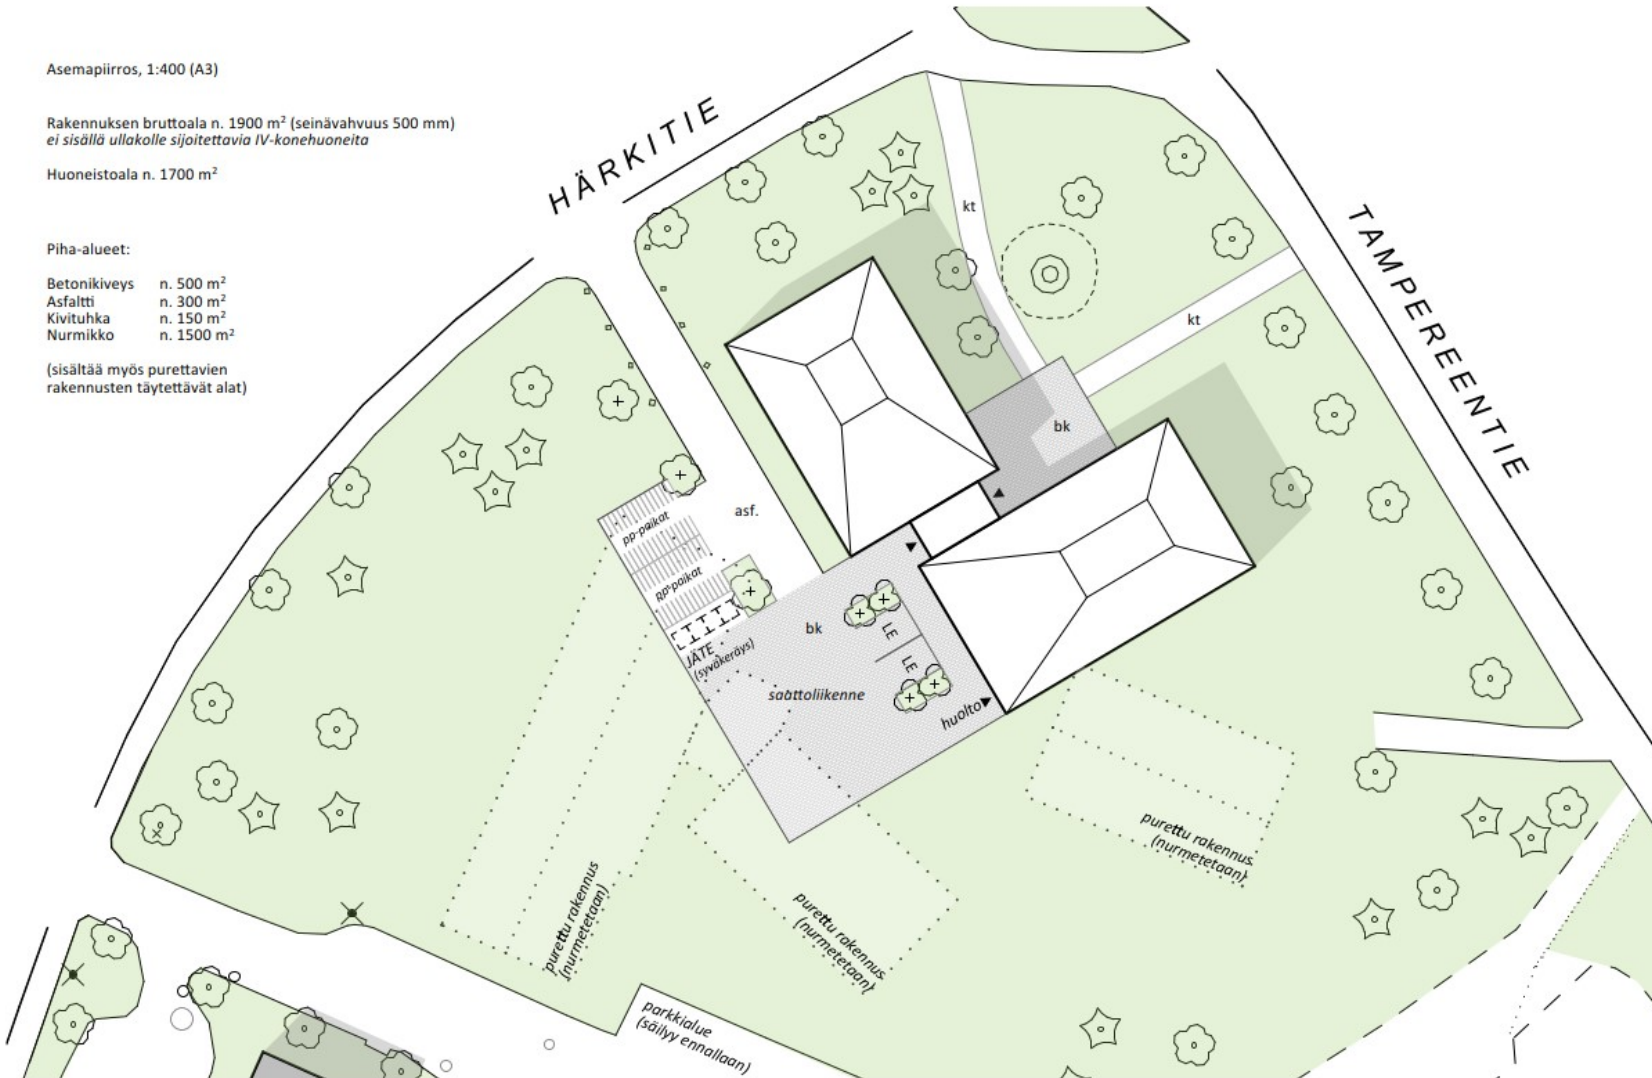 Asemapiirros, 1:400 (A3)
Rakennuksen bruttoala n. 1900 m² (seinävahvuus 500 mm)
ei sisällä ullakolle sijoitettavia IV-konehuoneita
Huoneistoala n. 1700 m²
Piha-alueet:
Betonikiveys n. 500 m²
Asfaltti n. 300 m²
Kivituhka n. 150 m²
Nurmikko n. 1500 m²
(sisältää myös purettavien
rakennusten täytettävät alat)
HÄRKITIE
TAMPEREENTIE
kt
kt
bk
asf.
pp-paikat
pp-paikat
JÄTE
(syväkeräys)
bk
LE
LE
saattoliikenne
huolto
purettu rakennus
(nurmetetaan)
purettu rakennus
(nurmetetaan)
purettu rakennus
(nurmetetaan)
parkkialue
(säilyy ennallaan)